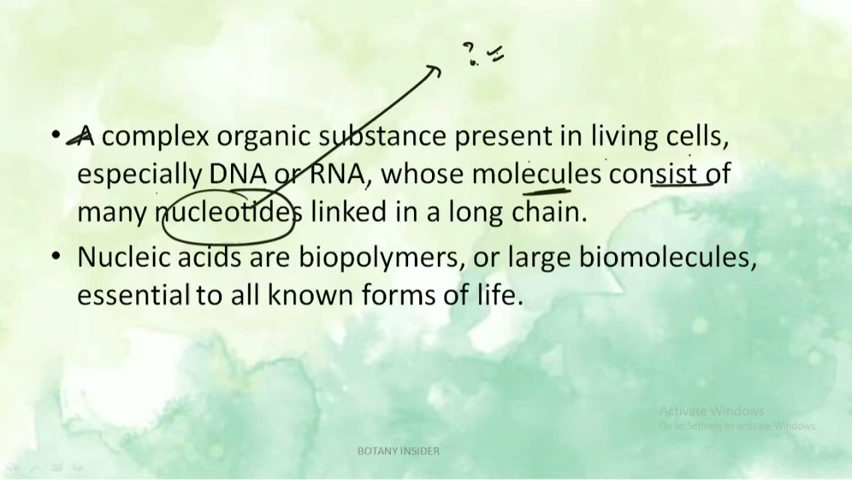 ? =
• A complex organic substance present in living cells,
especially DNA or RNA, whose molecules consist of
many nucleotides linked in a long chain.
• Nucleic acids are biopolymers, or large biomolecules,
essential to all known forms of life.
Activate Windows
Go to Settings to activate Windows.
BOTANY INSIDER